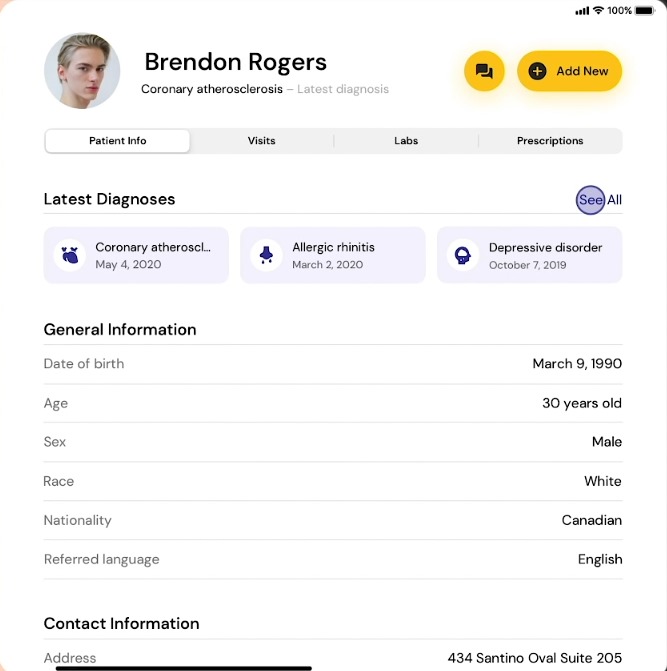 100%
Brendon Rogers
Coronary atherosclerosis – Latest diagnosis
Add New
Patient Info Visits Labs Prescriptions
Latest Diagnoses See All
Coronary atheroscl... Allergic rhinitis Depressive disorder
May 4, 2020 March 2, 2020 October 7, 2019
General Information
Date of birth March 9, 1990
Age 30 years old
Sex Male
Race White
Nationality Canadian
Referred language English
Contact Information
Address 434 Santino Oval Suite 205